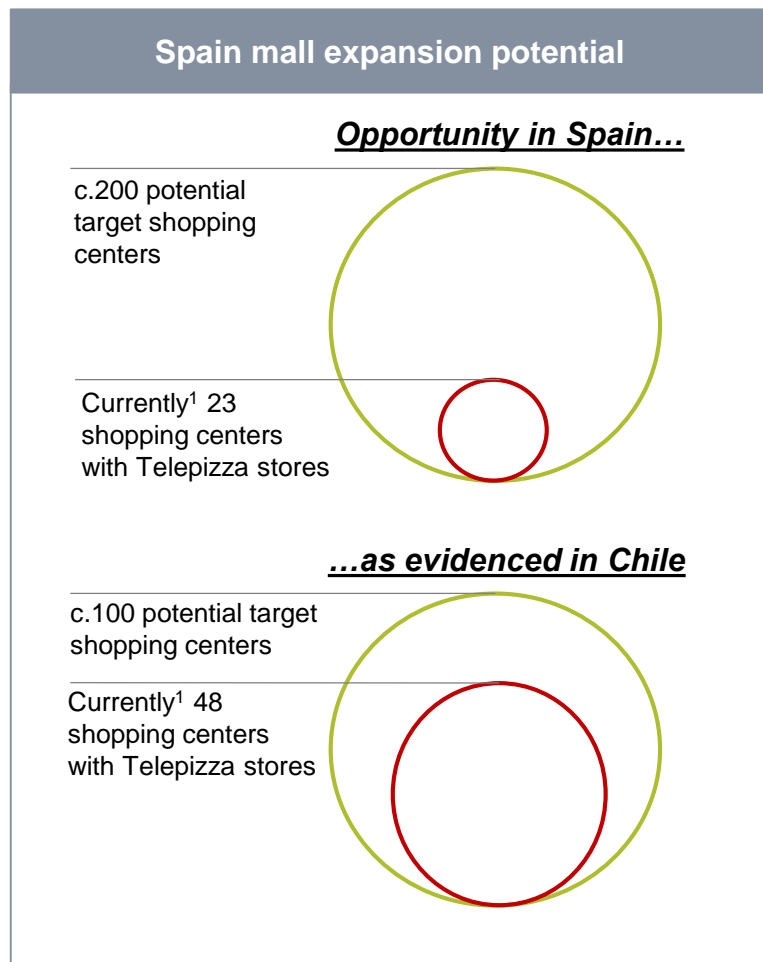 Spain mall expansion potential
Opportunity in Spain…
c.200 potential
target shopping
centers
Currently¹ 23
shopping centers
with Telepizza stores
…as evidenced in Chile
c.100 potential target
shopping centers
Currently¹ 48
shopping centers
with Telepizza stores